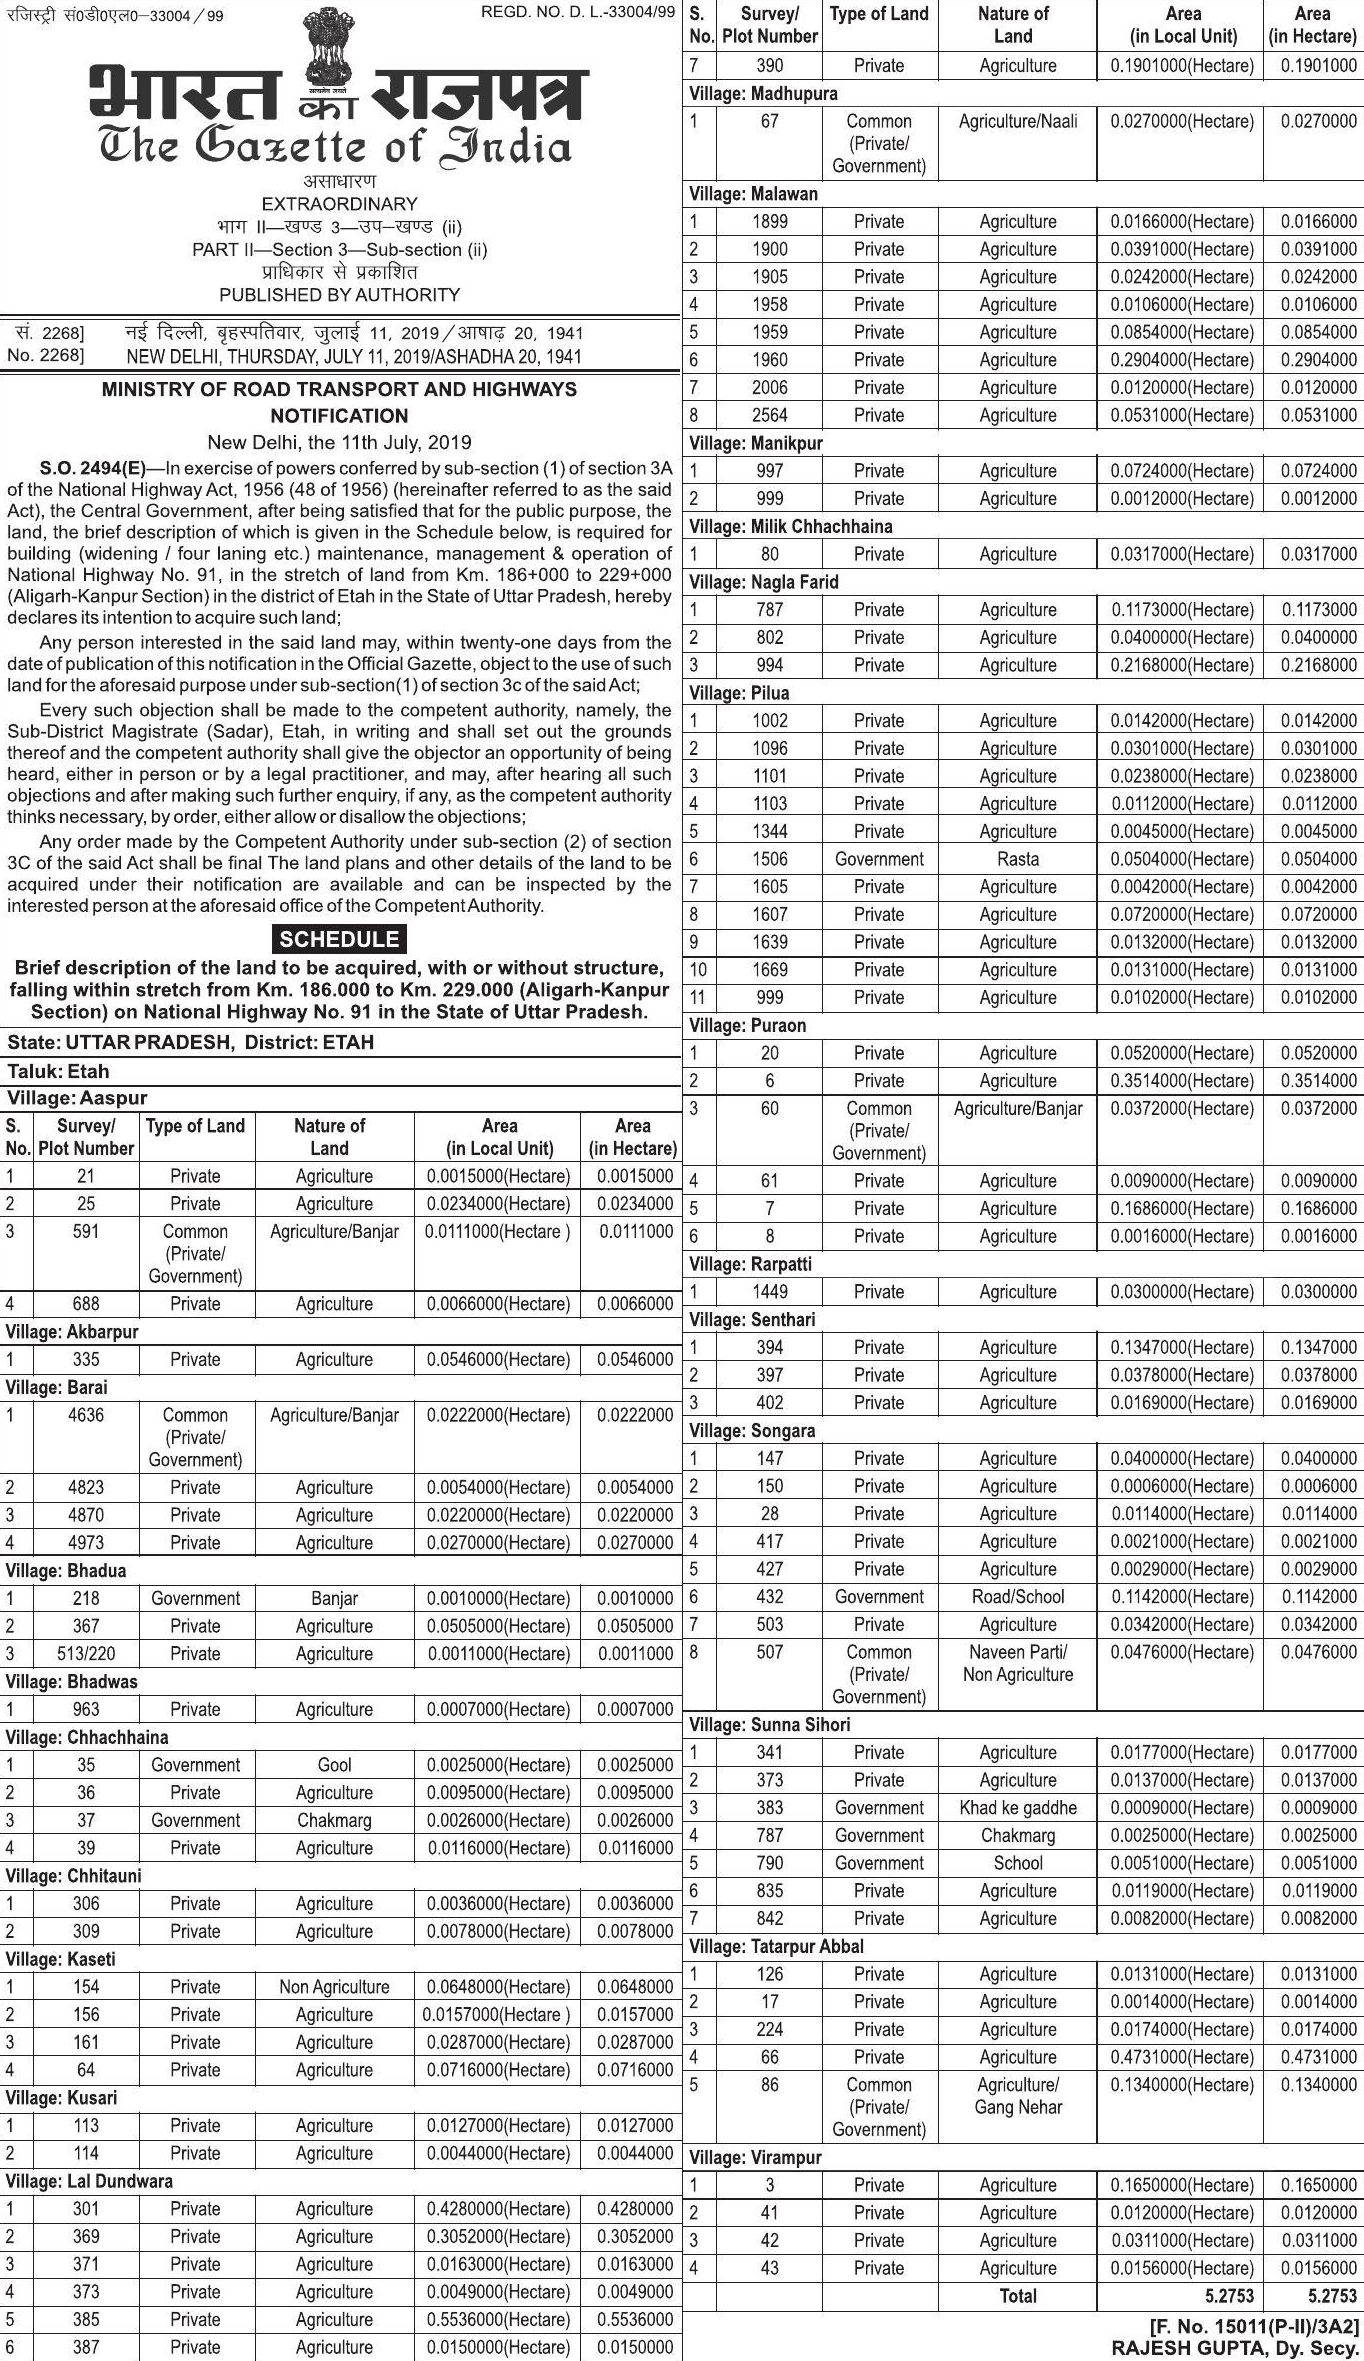 रजिस्ट्री सं0डी0एल0–33004/99
REGD. NO. D. L.-33004/99
सत्यमेव जयते
भारत का राजपत्र
The Gazette of India
असाधारण
EXTRAORDINARY
भाग II—खण्ड 3—उप–खण्ड (ii)
PART II—Section 3—Sub-section (ii)
प्राधिकार से प्रकाशित
PUBLISHED BY AUTHORITY
सं. 2268] नई दिल्ली, बृहस्पतिवार, जुलाई 11, 2019/आषाढ़ 20, 1941
No. 2268] NEW DELHI, THURSDAY, JULY 11, 2019/ASHADHA 20, 1941
MINISTRY OF ROAD TRANSPORT AND HIGHWAYS
NOTIFICATION
New Delhi, the 11th July, 2019
S.O. 2494(E)—In exercise of powers conferred by sub-section (1) of section 3A
of the National Highway Act, 1956 (48 of 1956) (hereinafter referred to as the said
Act), the Central Government, after being satisfied that for the public purpose, the
land, the brief description of which is given in the Schedule below, is required for
building (widening / four laning etc.) maintenance, management & operation of
National Highway No. 91, in the stretch of land from Km. 186+000 to 229+000
(Aligarh-Kanpur Section) in the district of Etah in the State of Uttar Pradesh, hereby
declares its intention to acquire such land;
Any person interested in the said land may, within twenty-one days from the
date of publication of this notification in the Official Gazette, object to the use of such
land for the aforesaid purpose under sub-section(1) of section 3c of the said Act;
Every such objection shall be made to the competent authority, namely, the
Sub-District Magistrate (Sadar), Etah, in writing and shall set out the grounds
thereof and the competent authority shall give the objector an opportunity of being
heard, either in person or by a legal practitioner, and may, after hearing all such
objections and after making such further enquiry, if any, as the competent authority
thinks necessary, by order, either allow or disallow the objections;
Any order made by the Competent Authority under sub-section (2) of section
3C of the said Act shall be final The land plans and other details of the land to be
acquired under their notification are available and can be inspected by the
interested person at the aforesaid office of the Competent Authority.
SCHEDULE
Brief description of the land to be acquired, with or without structure,
falling within stretch from Km. 186.000 to Km. 229.000 (Aligarh-Kanpur
Section) on National Highway No. 91 in the State of Uttar Pradesh.
State: UTTAR PRADESH, District: ETAH
Taluk: Etah
Village: Aaspur
S. Survey/ Type of Land Nature of Area Area
No. Plot Number Land (in Local Unit) (in Hectare)
1 21 Private Agriculture 0.0015000(Hectare) 0.0015000
2 25 Private Agriculture 0.0234000(Hectare) 0.0234000
3 591 Common Agriculture/Banjar 0.0111000(Hectare ) 0.0111000
(Private/
Government)
4 688 Private Agriculture 0.0066000(Hectare) 0.0066000
Village: Akbarpur
1 335 Private Agriculture 0.0546000(Hectare) 0.0546000
Village: Barai
1 4636 Common Agriculture/Banjar 0.0222000(Hectare) 0.0222000
(Private/
Government)
2 4823 Private Agriculture 0.0054000(Hectare) 0.0054000
3 4870 Private Agriculture 0.0220000(Hectare) 0.0220000
4 4973 Private Agriculture 0.0270000(Hectare) 0.0270000
Village: Bhadua
1 218 Government Banjar 0.0010000(Hectare) 0.0010000
2 367 Private Agriculture 0.0505000(Hectare) 0.0505000
3 513/220 Private Agriculture 0.0011000(Hectare) 0.0011000
Village: Bhadwas
1 963 Private Agriculture 0.0007000(Hectare) 0.0007000
Village: Chhachhaina
1 35 Government Gool 0.0025000(Hectare) 0.0025000
2 36 Private Agriculture 0.0095000(Hectare) 0.0095000
3 37 Government Chakmarg 0.0026000(Hectare) 0.0026000
4 39 Private Agriculture 0.0116000(Hectare) 0.0116000
Village: Chhitauni
1 306 Private Agriculture 0.0036000(Hectare) 0.0036000
2 309 Private Agriculture 0.0078000(Hectare) 0.0078000
Village: Kaseti
1 154 Private Non Agriculture 0.0648000(Hectare) 0.0648000
2 156 Private Agriculture 0.0157000(Hectare ) 0.0157000
3 161 Private Agriculture 0.0287000(Hectare) 0.0287000
4 64 Private Agriculture 0.0716000(Hectare) 0.0716000
Village: Kusari
1 113 Private Agriculture 0.0127000(Hectare) 0.0127000
2 114 Private Agriculture 0.0044000(Hectare) 0.0044000
Village: Lal Dundwara
1 301 Private Agriculture 0.4280000(Hectare) 0.4280000
2 369 Private Agriculture 0.3052000(Hectare) 0.3052000
3 371 Private Agriculture 0.0163000(Hectare) 0.0163000
4 373 Private Agriculture 0.0049000(Hectare) 0.0049000
5 385 Private Agriculture 0.5536000(Hectare) 0.5536000
6 387 Private Agriculture 0.0150000(Hectare) 0.0150000
S. Survey/ Type of Land Nature of Area Area
No. Plot Number Land (in Local Unit) (in Hectare)
7 390 Private Agriculture 0.1901000(Hectare) 0.1901000
Village: Madhupura
1 67 Common Agriculture/Naali 0.0270000(Hectare) 0.0270000
(Private/
Government)
Village: Malawan
1 1899 Private Agriculture 0.0166000(Hectare) 0.0166000
2 1900 Private Agriculture 0.0391000(Hectare) 0.0391000
3 1905 Private Agriculture 0.0242000(Hectare) 0.0242000
4 1958 Private Agriculture 0.0106000(Hectare) 0.0106000
5 1959 Private Agriculture 0.0854000(Hectare) 0.0854000
6 1960 Private Agriculture 0.2904000(Hectare) 0.2904000
7 2006 Private Agriculture 0.0120000(Hectare) 0.0120000
8 2564 Private Agriculture 0.0531000(Hectare) 0.0531000
Village: Manikpur
1 997 Private Agriculture 0.0724000(Hectare) 0.0724000
2 999 Private Agriculture 0.0012000(Hectare) 0.0012000
Village: Milik Chhachhaina
1 80 Private Agriculture 0.0317000(Hectare) 0.0317000
Village: Nagla Farid
1 787 Private Agriculture 0.1173000(Hectare) 0.1173000
2 802 Private Agriculture 0.0400000(Hectare) 0.0400000
3 994 Private Agriculture 0.2168000(Hectare) 0.2168000
Village: Pilua
1 1002 Private Agriculture 0.0142000(Hectare) 0.0142000
2 1096 Private Agriculture 0.0301000(Hectare) 0.0301000
3 1101 Private Agriculture 0.0238000(Hectare) 0.0238000
4 1103 Private Agriculture 0.0112000(Hectare) 0.0112000
5 1344 Private Agriculture 0.0045000(Hectare) 0.0045000
6 1506 Government Rasta 0.0504000(Hectare) 0.0504000
7 1605 Private Agriculture 0.0042000(Hectare) 0.0042000
8 1607 Private Agriculture 0.0720000(Hectare) 0.0720000
9 1639 Private Agriculture 0.0132000(Hectare) 0.0132000
10 1669 Private Agriculture 0.0131000(Hectare) 0.0131000
11 999 Private Agriculture 0.0102000(Hectare) 0.0102000
Village: Puraon
1 20 Private Agriculture 0.0520000(Hectare) 0.0520000
2 6 Private Agriculture 0.3514000(Hectare) 0.3514000
3 60 Common Agriculture/Banjar 0.0372000(Hectare) 0.0372000
(Private/
Government)
4 61 Private Agriculture 0.0090000(Hectare) 0.0090000
5 7 Private Agriculture 0.1686000(Hectare) 0.1686000
6 8 Private Agriculture 0.0016000(Hectare) 0.0016000
Village: Rarpatti
1 1449 Private Agriculture 0.0300000(Hectare) 0.0300000
Village: Senthari
1 394 Private Agriculture 0.1347000(Hectare) 0.1347000
2 397 Private Agriculture 0.0378000(Hectare) 0.0378000
3 402 Private Agriculture 0.0169000(Hectare) 0.0169000
Village: Songara
1 147 Private Agriculture 0.0400000(Hectare) 0.0400000
2 150 Private Agriculture 0.0006000(Hectare) 0.0006000
3 28 Private Agriculture 0.0114000(Hectare) 0.0114000
4 417 Private Agriculture 0.0021000(Hectare) 0.0021000
5 427 Private Agriculture 0.0029000(Hectare) 0.0029000
6 432 Government Road/School 0.1142000(Hectare) 0.1142000
7 503 Private Agriculture 0.0342000(Hectare) 0.0342000
8 507 Common Naveen Parti/ 0.0476000(Hectare) 0.0476000
(Private/ Non Agriculture
Government)
Village: Sunna Sihori
1 341 Private Agriculture 0.0177000(Hectare) 0.0177000
2 373 Private Agriculture 0.0137000(Hectare) 0.0137000
3 383 Government Khad ke gaddhe 0.0009000(Hectare) 0.0009000
4 787 Government Chakmarg 0.0025000(Hectare) 0.0025000
5 790 Government School 0.0051000(Hectare) 0.0051000
6 835 Private Agriculture 0.0119000(Hectare) 0.0119000
7 842 Private Agriculture 0.0082000(Hectare) 0.0082000
Village: Tatarpur Abbal
1 126 Private Agriculture 0.0131000(Hectare) 0.0131000
2 17 Private Agriculture 0.0014000(Hectare) 0.0014000
3 224 Private Agriculture 0.0174000(Hectare) 0.0174000
4 66 Private Agriculture 0.4731000(Hectare) 0.4731000
5 86 Common Agriculture/ 0.1340000(Hectare) 0.1340000
(Private/ Gang Nehar
Government)
Village: Virampur
1 3 Private Agriculture 0.1650000(Hectare) 0.1650000
2 41 Private Agriculture 0.0120000(Hectare) 0.0120000
3 42 Private Agriculture 0.0311000(Hectare) 0.0311000
4 43 Private Agriculture 0.0156000(Hectare) 0.0156000
Total 5.2753 5.2753
[F. No. 15011(P-II)/3A2]
RAJESH GUPTA, Dy. Secy.